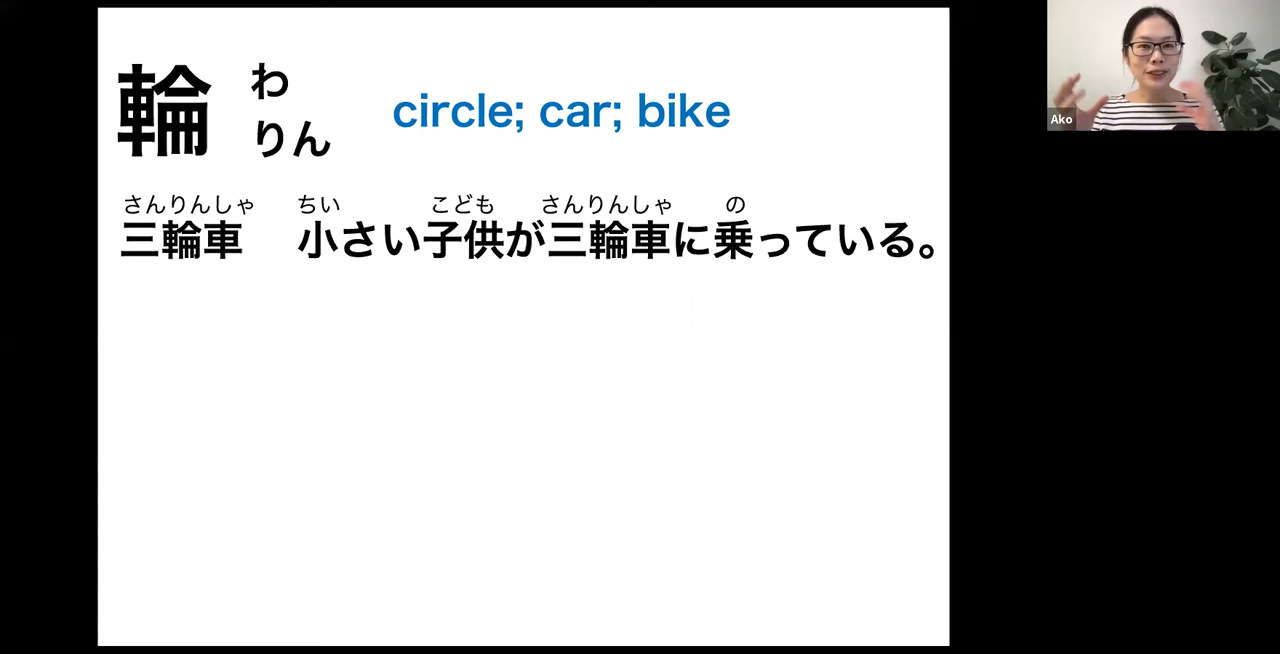 輪
わ
りん
circle; car; bike
さんりんしゃ ちい こども さんりんしゃ の
三輪車 小さい子供が三輪車に乗っている。
Ako